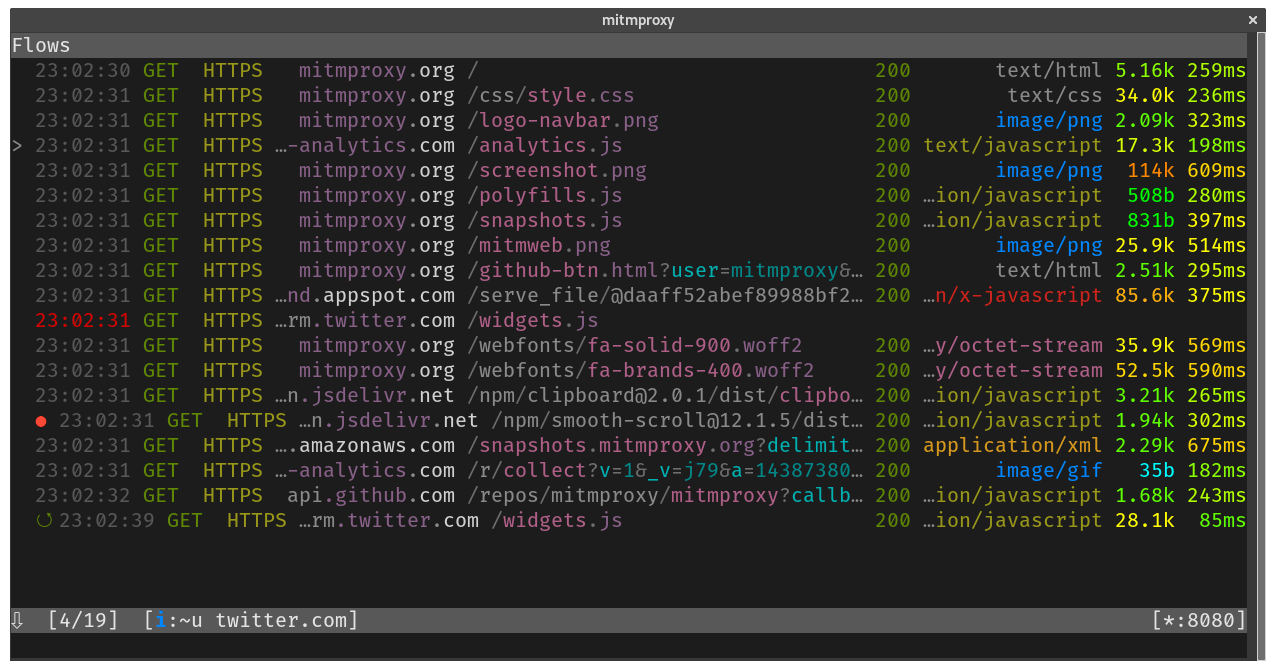 mitmproxy ×
Flows
23:02:30 GET HTTPS mitmproxy.org / 200 text/html 5.16k 259ms
23:02:31 GET HTTPS mitmproxy.org /css/style.css 200 text/css 34.0k 236ms
23:02:31 GET HTTPS mitmproxy.org /logo-navbar.png 200 image/png 2.09k 323ms
> 23:02:31 GET HTTPS …-analytics.com /analytics.js 200 text/javascript 17.3k 198ms
23:02:31 GET HTTPS mitmproxy.org /screenshot.png 200 image/png 114k 609ms
23:02:31 GET HTTPS mitmproxy.org /polyfills.js 200 …ion/javascript 508b 280ms
23:02:31 GET HTTPS mitmproxy.org /snapshots.js 200 …ion/javascript 831b 397ms
23:02:31 GET HTTPS mitmproxy.org /mitmweb.png 200 image/png 25.9k 514ms
23:02:31 GET HTTPS mitmproxy.org /github-btn.html?user=mitmproxy&… 200 text/html 2.51k 295ms
23:02:31 GET HTTPS …nd.appspot.com /serve_file/@daaff52abef89988bf2… 200 …n/x-javascript 85.6k 375ms
23:02:31 GET HTTPS …rm.twitter.com /widgets.js
23:02:31 GET HTTPS mitmproxy.org /webfonts/fa-solid-900.woff2 200 …y/octet-stream 35.9k 569ms
23:02:31 GET HTTPS mitmproxy.org /webfonts/fa-brands-400.woff2 200 …y/octet-stream 52.5k 590ms
23:02:31 GET HTTPS …n.jsdelivr.net /npm/clipboard@2.0.1/dist/clipbo… 200 …ion/javascript 3.21k 265ms
● 23:02:31 GET HTTPS …n.jsdelivr.net /npm/smooth-scroll@12.1.5/dist… 200 …ion/javascript 1.94k 302ms
23:02:31 GET HTTPS ….amazonaws.com /snapshots.mitmproxy.org?delimit… 200 application/xml 2.29k 675ms
23:02:31 GET HTTPS …-analytics.com /r/collect?v=1&_v=j79&a=14387380… 200 image/gif 35b 182ms
23:02:32 GET HTTPS api.github.com /repos/mitmproxy/mitmproxy?callb… 200 …ion/javascript 1.68k 243ms
↻ 23:02:39 GET HTTPS …rm.twitter.com /widgets.js 200 …ion/javascript 28.1k 85ms
⇩ [4/19] [i:~u twitter.com] [*:8080]